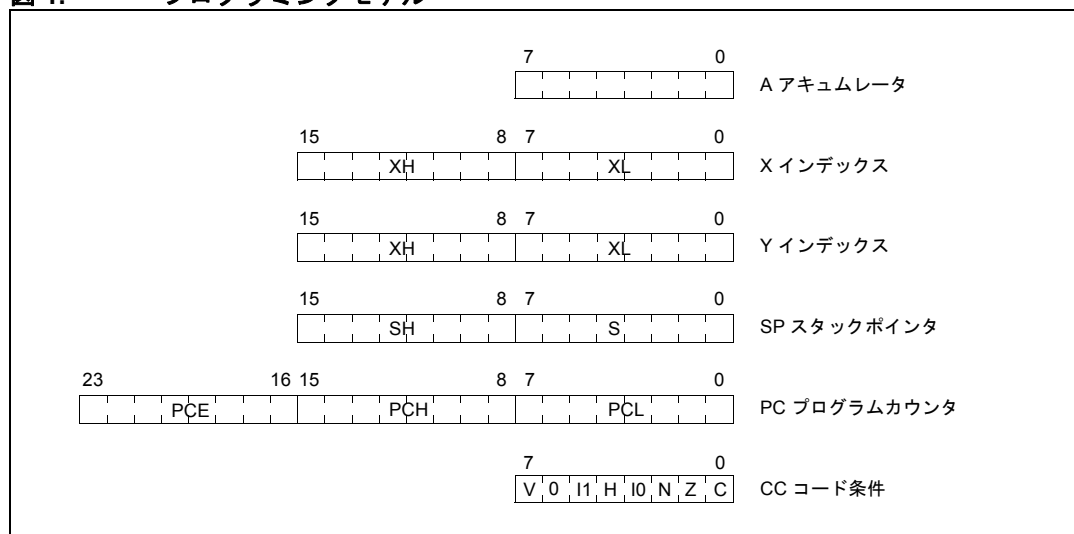 7 0
A アキュムレータ
15 8 7 0
XH XL X インデックス
15 8 7 0
XH XL Y インデックス
15 8 7 0
SH S SP スタックポインタ
23 16 15 8 7 0
PCE PCH PCL PC プログラムカウンタ
7 0
V 0 I1 H I0 N Z C CC コード条件